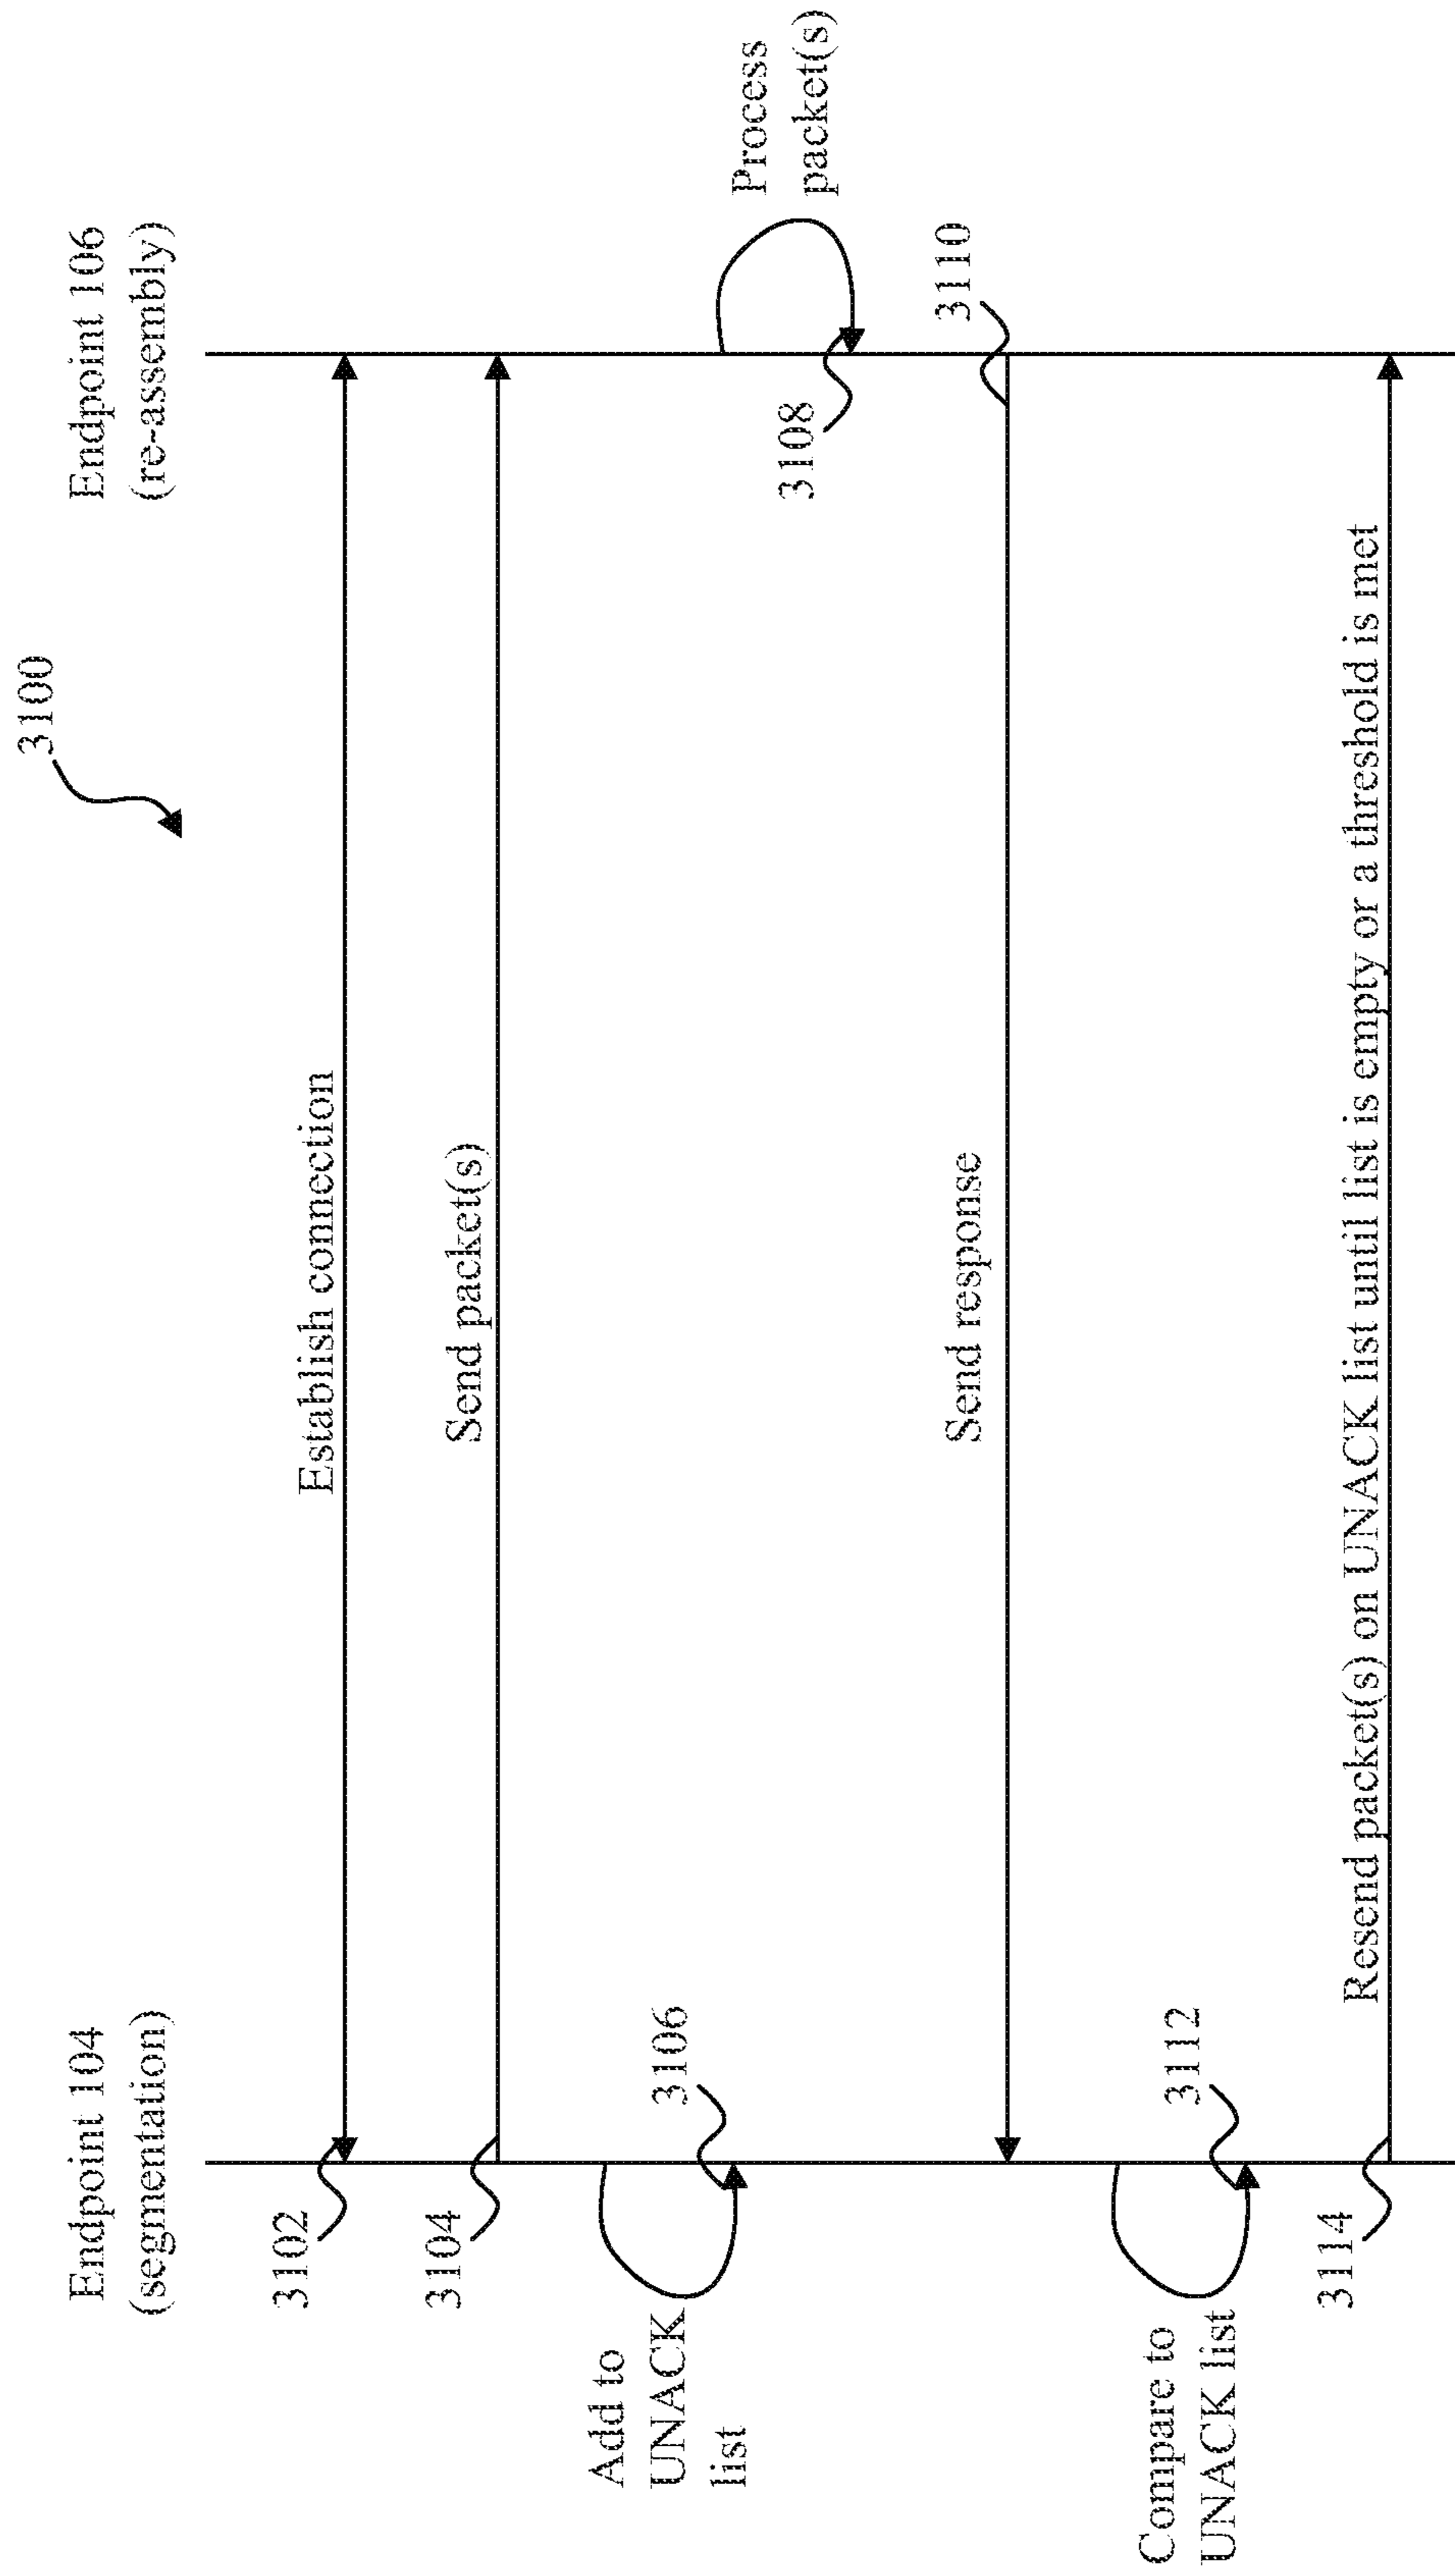 3100
Endpoint 104
(segmentation)
Endpoint 106
(re-assembly)
3102
Establish connection
3104
Send packet(s)
Add to
UNACK
list
3106
Process
packet(s)
3108
3110
Send response
Compare to
UNACK list
3112
3114
Resend packet(s) on UNACK list until list is empty or a threshold is met